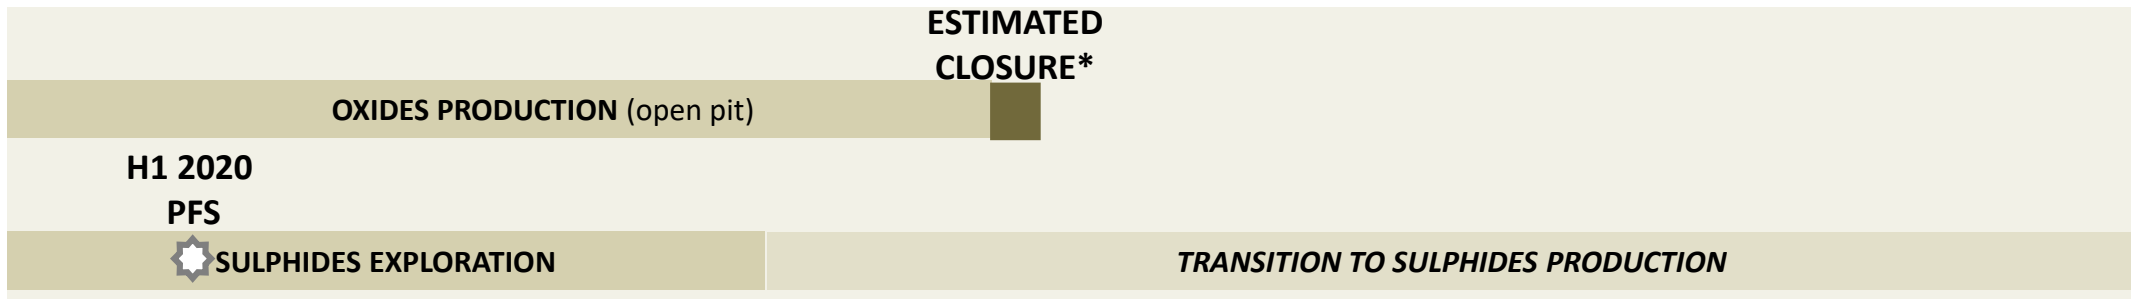 ESTIMATED
CLOSURE*
OXIDES PRODUCTION (open pit)
H1 2020
PFS
SULPHIDES EXPLORATION
TRANSITION TO SULPHIDES PRODUCTION